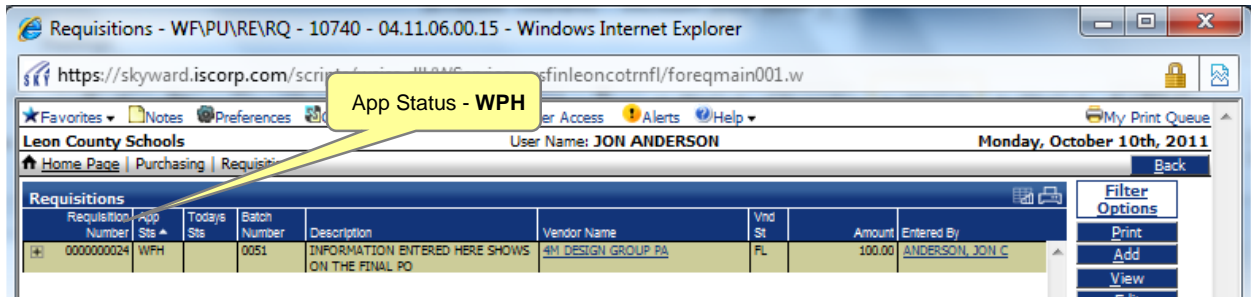 Requisitions - WF\PU\RE\RQ - 10740 - 04.11.06.00.15 - Windows Internet Explorer
https://skyward.iscorp.com/ sfinleoncotrnfl/foreqmain001.w
App Status - WPH
Favorites Notes Preferences Access Alerts Help My Print Queue
Leon County Schools User Name: JON ANDERSON Monday, October 10th, 2011
Home Page | Purchasing | Back
Requisitions Filter Options
Requisition Number App Sts Todays Sts Batch Number Description Vendor Name Vnd St Amount Entered By Print
0000000024 WFH 0051 INFORMATION ENTERED HERE SHOWS 4M DESIGN GROUP PA FL 100.00 ANDERSON, JON C Add
ON THE FINAL PO
View